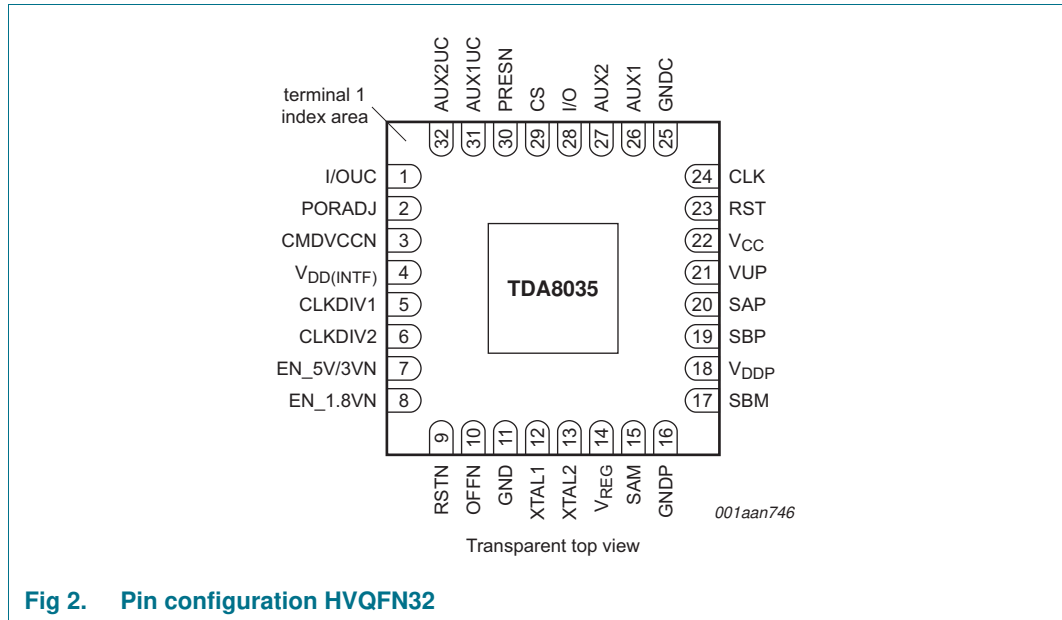 AUX2UC
AUX1UC
PRESN
CS
I/O
AUX2
AUX1
GNDC
terminal 1
index area
32 31 30 29 28 27 26 25
I/OUC 1 24 CLK
PORADJ 2 23 RST
CMDVCCN 3 22 VCC
VDD(INTF) 4 21 VUP
TDA8035
CLKDIV1 5 20 SAP
CLKDIV2 6 19 SBP
EN_5V/3VN 7 18 VDDP
EN_1.8VN 8 17 SBM
9 10 11 12 13 14 15 16
RSTN
OFFN
GND
XTAL1
XTAL2
VREG
SAM
GNDP
001aan746
Transparent top view
Fig 2. Pin configuration HVQFN32